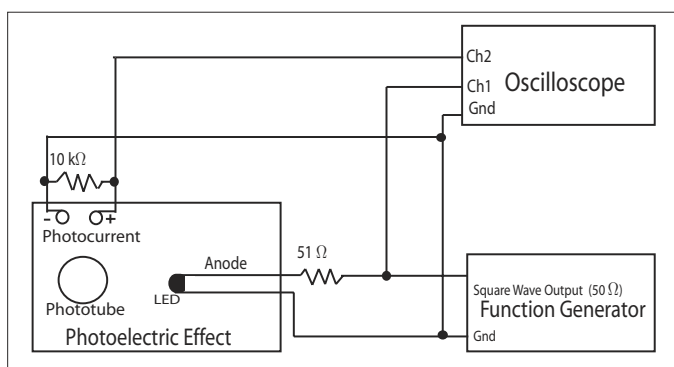 Ch2
Ch1
Gnd
Oscilloscope
10 kΩ
- +
Photocurrent
Phototube
Anode
LED
Photoelectric Effect
51 Ω
Square Wave Output (50 Ω)
Function Generator
Gnd